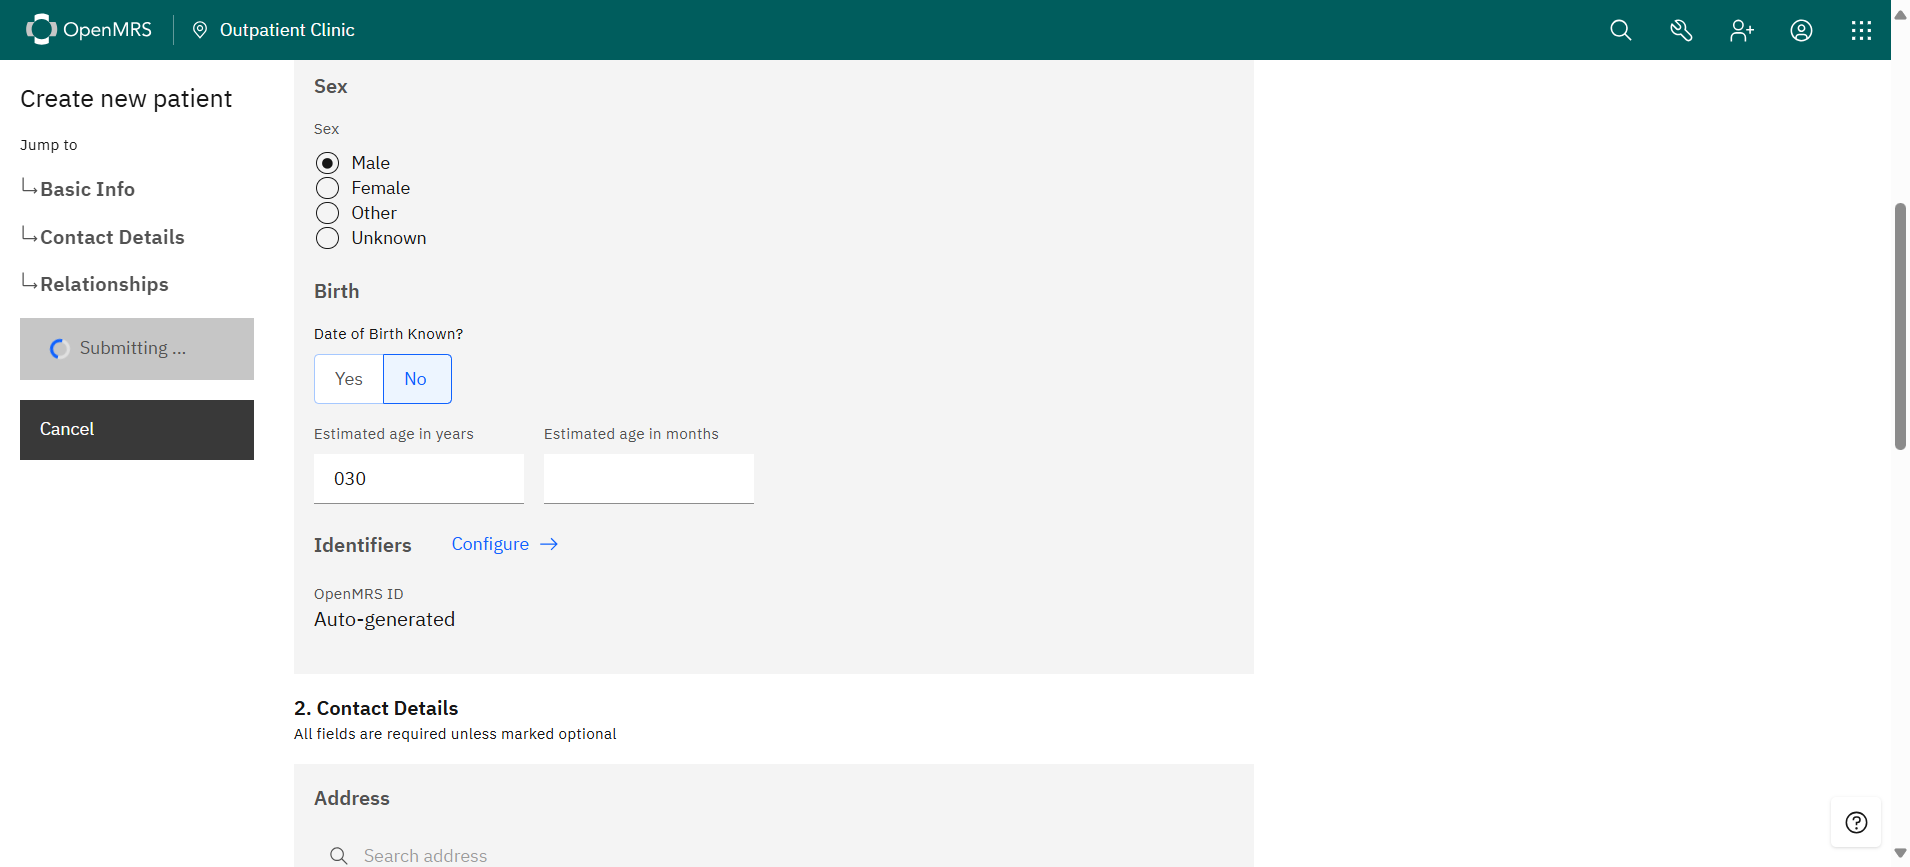 OpenMRS
Outpatient Clinic
Create new patient
Jump to
Basic Info
Contact Details
Relationships
Submitting ...
Cancel
Sex
Sex
Male
Female
Other
Unknown
Birth
Date of Birth Known?
Yes No
Estimated age in years Estimated age in months
030
Identifiers Configure →
OpenMRS ID
Auto-generated
2. Contact Details
All fields are required unless marked optional
Address
Search address